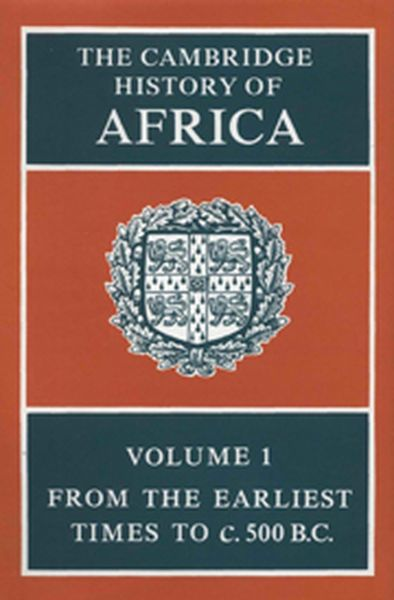 THE CAMBRIDGE
HISTORY OF
AFRICA
VOLUME 1
FROM THE EARLIEST
TIMES TO c. 500 B.C.